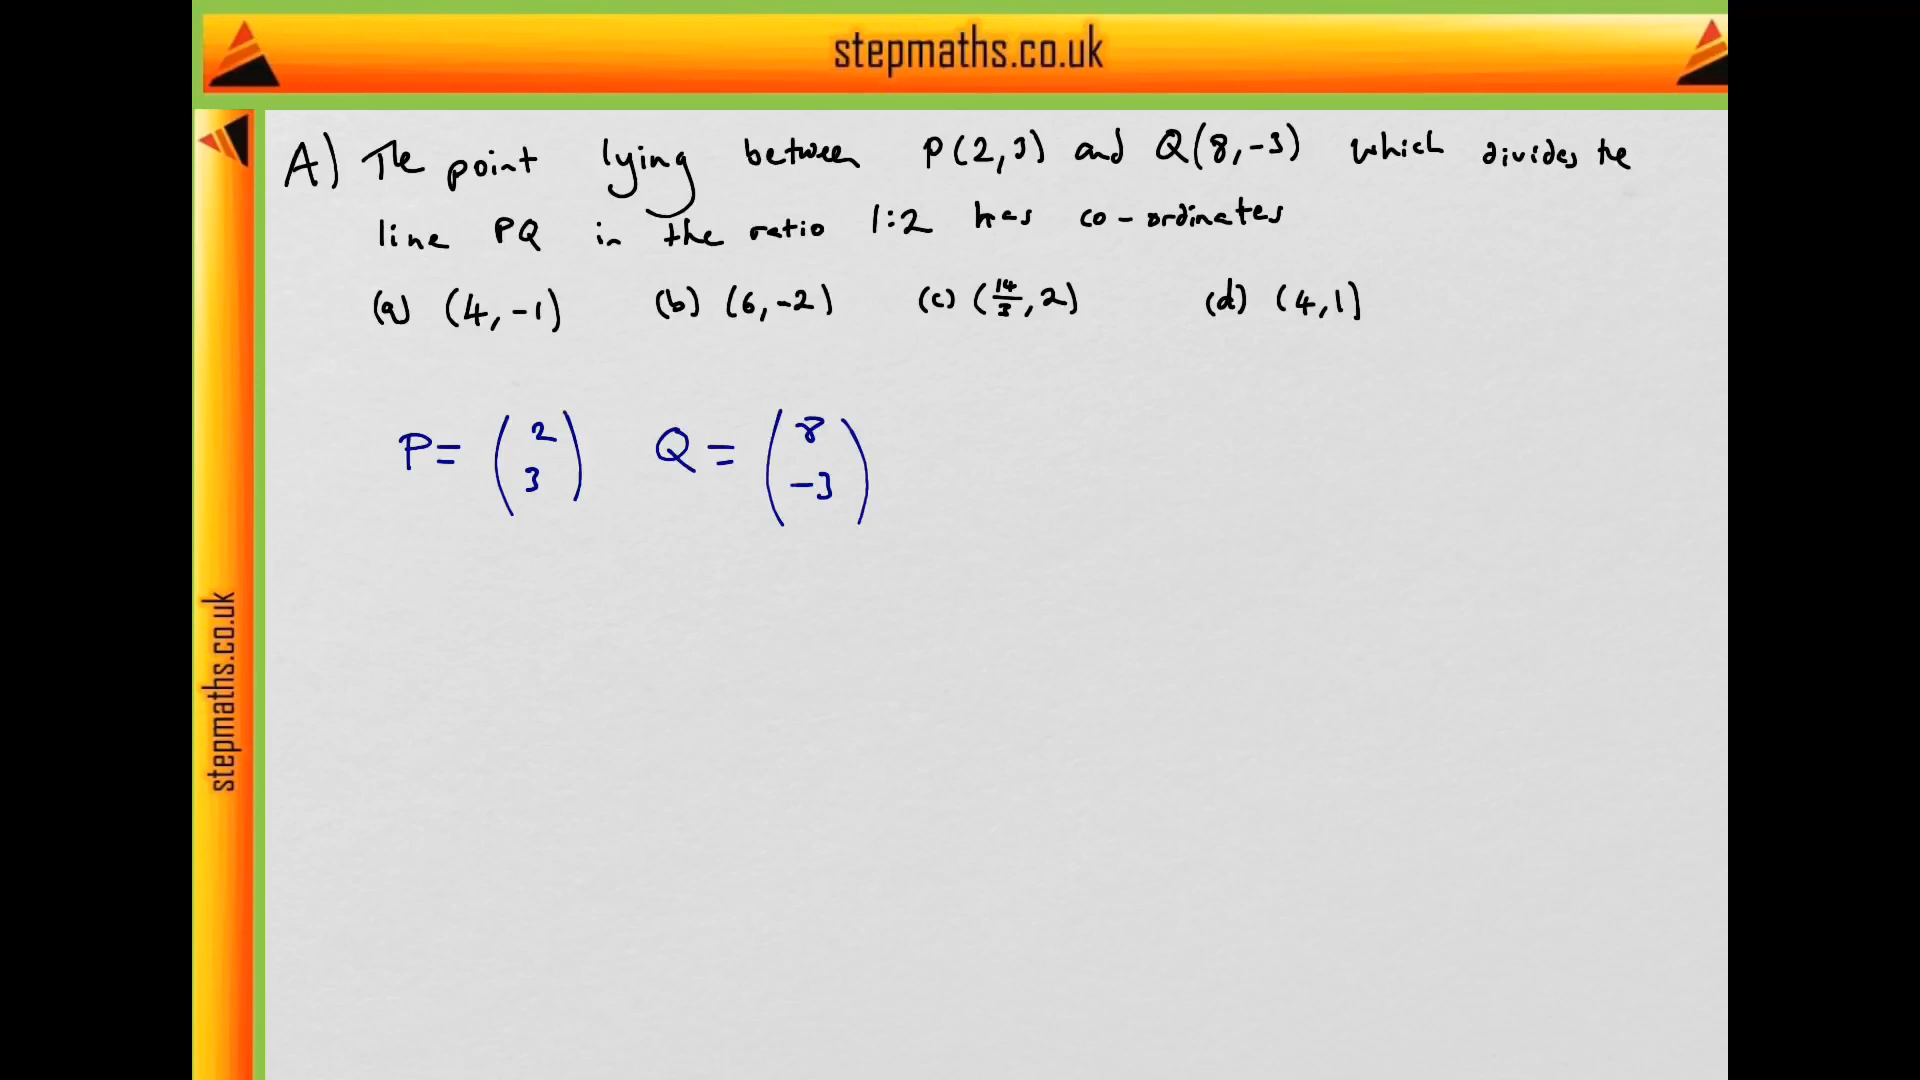 stepmaths.co.uk
stepmaths.co.uk
A) The point lying between P(2,3) and Q(8,-3) which divides the
line PQ in the ratio 1:2 has co-ordinates
(a) (4,-1) (b) (6,-2) (c) (14/3,2) (d) (4,1)
P= (2 3) Q = (8 -3)